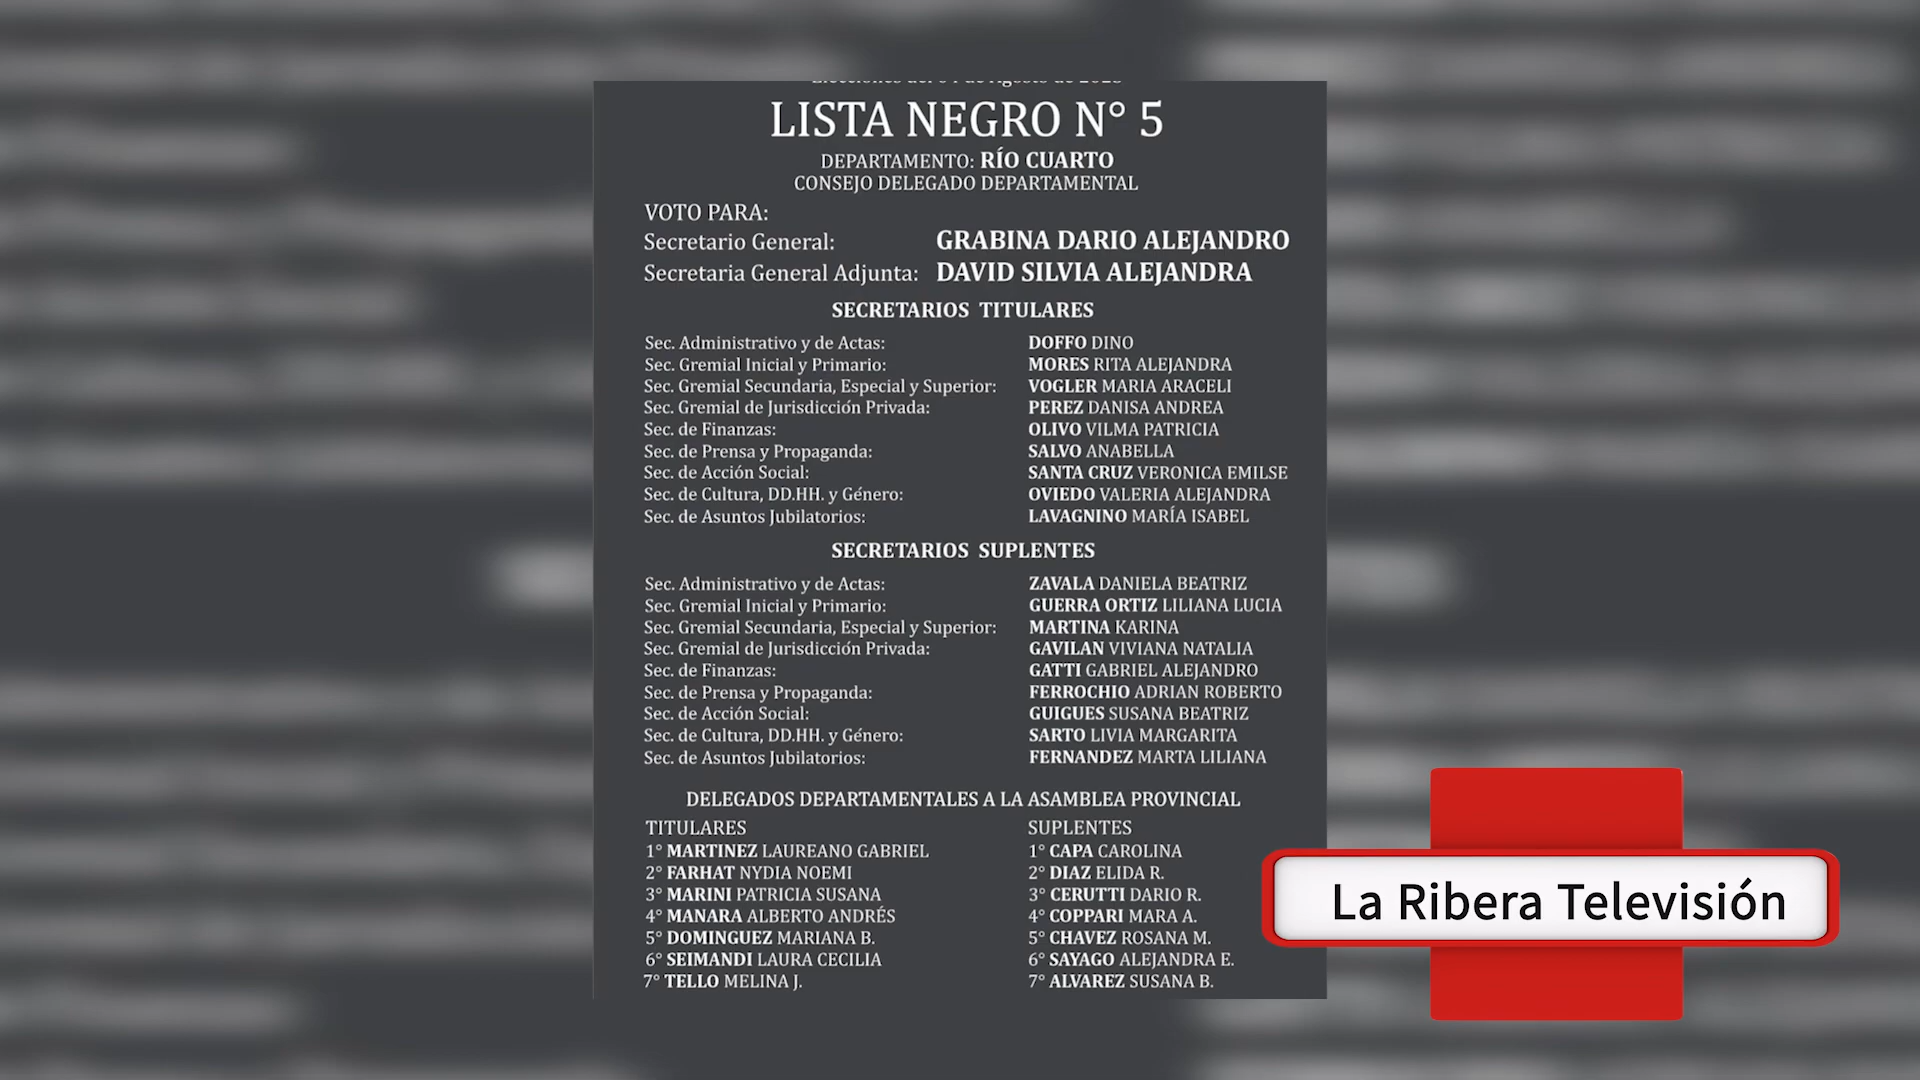 LISTA NEGRO N° 5
DEPARTAMENTO: RÍO CUARTO
CONSEJO DELEGADO DEPARTAMENTAL
VOTO PARA:
Secretario General: GRABINA DARIO ALEJANDRO
Secretaria General Adjunta: DAVID SILVIA ALEJANDRA
SECRETARIOS TITULARES
Sec. Administrativo y de Actas: DOFFO DINO
Sec. Gremial Inicial y Primario: MORES RITA ALEJANDRA
Sec. Gremial Secundaria, Especial y Superior: VOGLER MARIA ARACELI
Sec. Gremial de Jurisdicción Privada: PEREZ DANISA ANDREA
Sec. de Finanzas: OLIVO VILMA PATRICIA
Sec. de Prensa y Propaganda: SALVO ANABELLA
Sec. de Acción Social: SANTA CRUZ VERONICA EMILSE
Sec. de Cultura, DD.HH. y Género: OVIEDO VALERIA ALEJANDRA
Sec. de Asuntos Jubilatorios: LAVAGNINO MARÍA ISABEL
SECRETARIOS SUPLENTES
Sec. Administrativo y de Actas: ZAVALA DANIELA BEATRIZ
Sec. Gremial Inicial y Primario: GUERRA ORTIZ LILIANA LUCIA
Sec. Gremial Secundaria, Especial y Superior: MARTINA KARINA
Sec. Gremial de Jurisdicción Privada: GAVILAN VIVIANA NATALIA
Sec. de Finanzas: GATTI GABRIEL ALEJANDRO
Sec. de Prensa y Propaganda: FERROCHIO ADRIAN ROBERTO
Sec. de Acción Social: GUIGUES SUSANA BEATRIZ
Sec. de Cultura, DD.HH. y Género: SARTO LIVIA MARGARITA
Sec. de Asuntos Jubilatorios: FERNANDEZ MARTA LILIANA
DELEGADOS DEPARTAMENTALES A LA ASAMBLEA PROVINCIAL
TITULARES SUPLENTES
1° MARTINEZ LAUREANO GABRIEL 1° CAPA CAROLINA
2° FARHAT NYDIA NOEMI 2° DIAZ ELIDA R.
3° MARINI PATRICIA SUSANA 3° CERUTTI DARIO R.
4° MANARA ALBERTO ANDRÉS 4° COPPARI MARA A.
5° DOMINGUEZ MARIANA B. 5° CHAVEZ ROSANA M.
6° SEIMANDI LAURA CECILIA 6° SAYAGO ALEJANDRA E.
7° TELLO MELINA J. 7° ALVAREZ SUSANA B.
La Ribera Televisión